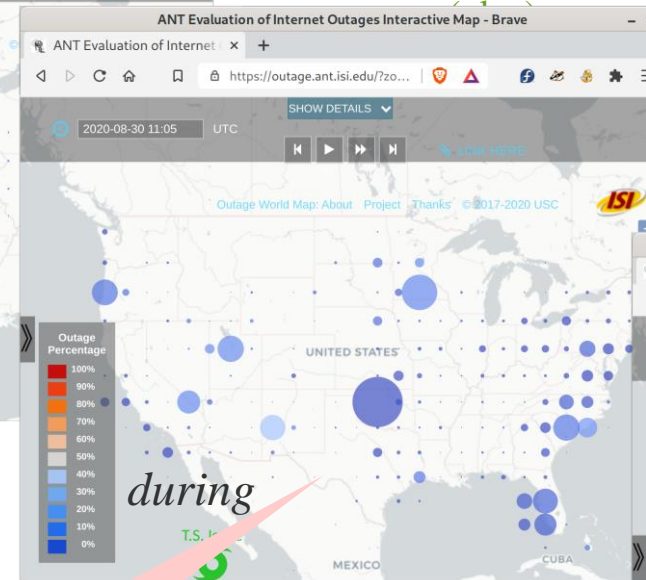 ANT Evaluation of Internet Outages Interactive Map - Brave
ANT Evaluation of Internet
https://outage.ant.isi.edu/?zo...
SHOW DETAILS
2020-08-30 11:05 UTC
LINK HERE
Outage World Map: About Project Thanks © 2017-2020 USC
ISI
Outage
Percentage
100%
90%
80%
70%
60%
50%
40%
30%
20%
10%
0%
UNITED STATES
during
T.S.
MEXICO
CUBA